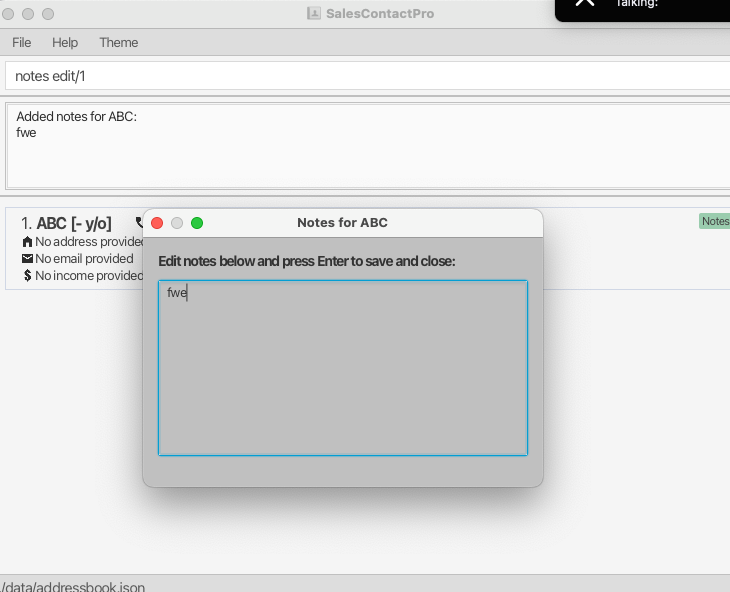 SalesContactPro
Talking:
File Help Theme
notes edit/1
Added notes for ABC:
fwe
1. ABC [- y/o]
Notes
No address provided
No email provided
No income provided
Notes for ABC
Edit notes below and press Enter to save and close:
fwe
/data/addressbook.json